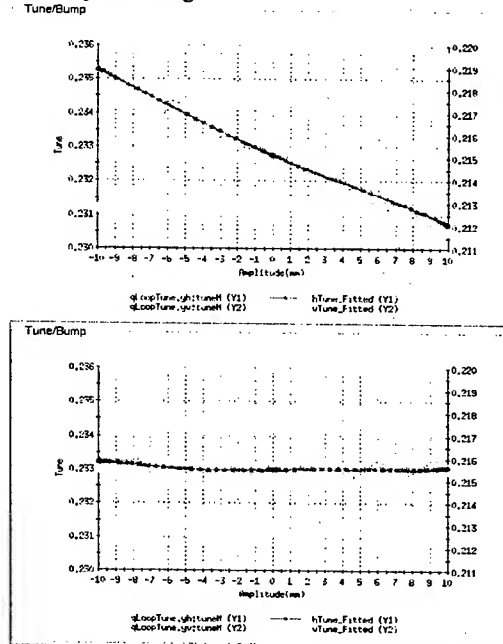 Tune/Bump
0.236 0.220
0.235 0.219
0.218
0.234 0.217
0.216
0.233 0.215
0.232 0.214
0.213
0.231 0.212
0.230 0.211
Tune
-10 -9 -8 -7 -6 -5 -4 -3 -2 -1 0 1 2 3 4 5 6 7 8 9 10
Amplitude(mm)
hTune_Fitted (Y1)
vTune_Fitted (Y2)
Tune/Bump
0.236 0.220
0.235 0.219
0.218
0.234 0.217
0.216
0.233 0.215
0.232 0.214
0.213
0.231 0.212
0.230 0.211
Tune
-10 -9 -8 -7 -6 -5 -4 -3 -2 -1 0 1 2 3 4 5 6 7 8 9 10
Amplitude(mm)
hTune_Fitted (Y1)
vTune_Fitted (Y2)